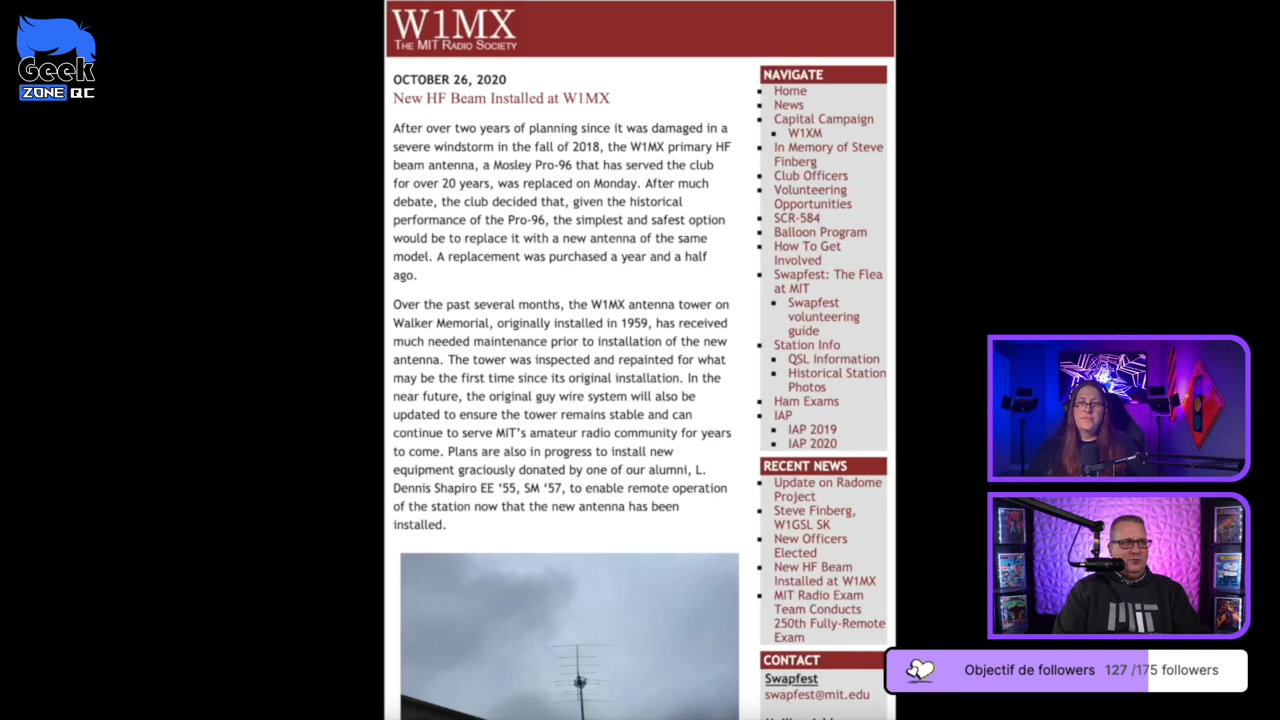 Geek
ZONE QC
W1MX
THE MIT RADIO SOCIETY
OCTOBER 26, 2020
New HF Beam Installed at W1MX
After over two years of planning since it was damaged in a
severe windstorm in the fall of 2018, the W1MX primary HF
beam antenna, a Mosley Pro-96 that has served the club
for over 20 years, was replaced on Monday. After much
debate, the club decided that, given the historical
performance of the Pro-96, the simplest and safest option
would be to replace it with a new antenna of the same
model. A replacement was purchased a year and a half
ago.
Over the past several months, the W1MX antenna tower on
Walker Memorial, originally installed in 1959, has received
much needed maintenance prior to installation of the new
antenna. The tower was inspected and repainted for what
may be the first time since its original installation. In the
near future, the original guy wire system will also be
updated to ensure the tower remains stable and can
continue to serve MIT’s amateur radio community for years
to come. Plans are also in progress to install new
equipment graciously donated by one of our alumni, L.
Dennis Shapiro EE ‘55, SM ‘57, to enable remote operation
of the station now that the new antenna has been
installed.
NAVIGATE
Home
News
Capital Campaign
W1XM
In Memory of Steve
Finberg
Club Officers
Volunteering
Opportunities
SCR-584
Balloon Program
How To Get
Involved
Swapfest: The Flea
at MIT
Swapfest
volunteering
guide
Station Info
QSL Information
Historical Station
Photos
Ham Exams
IAP
IAP 2019
IAP 2020
RECENT NEWS
Update on Radome
Project
Steve Finberg,
W1GSL SK
New Officers
Elected
New HF Beam
Installed at W1MX
MIT Radio Exam
Team Conducts
250th Fully-Remote
Exam
CONTACT
Swapfest
swapfest@mit.edu
MIT
Objectif de followers 127 /175 followers